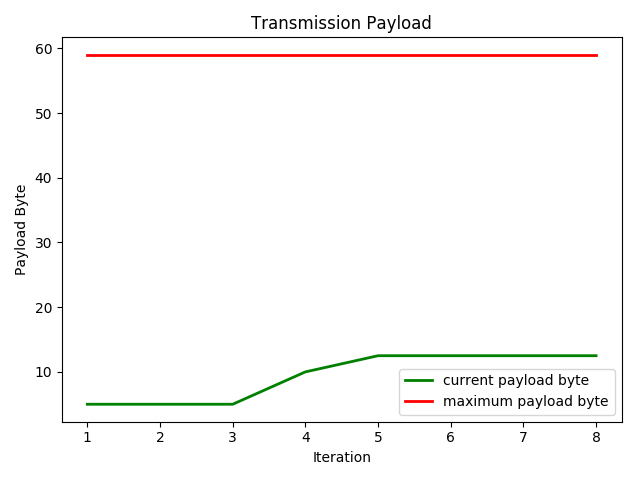 Transmission Payload
60
50
40
30
20
10
Payload Byte
current payload byte
maximum payload byte
1 2 3 4 5 6 7 8
Iteration